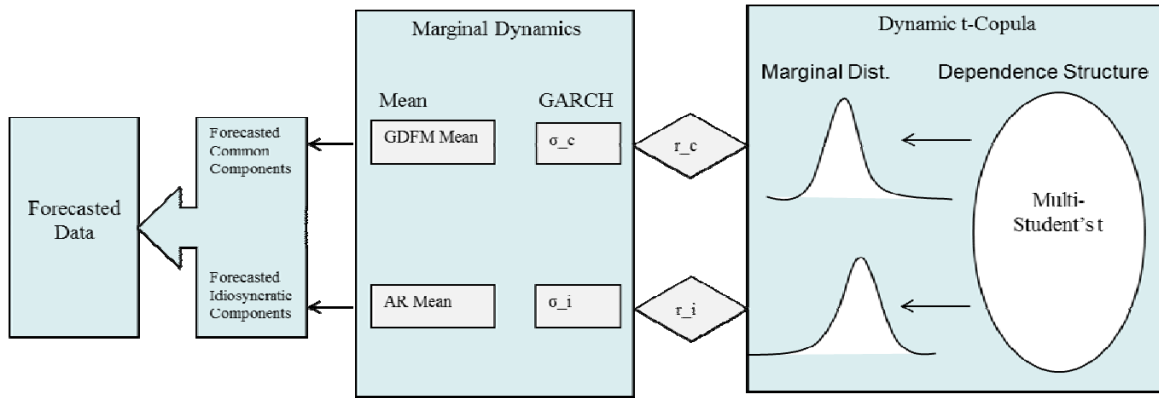 Marginal Dynamics
Dynamic t-Copula
Marginal Dist.
Dependence Structure
Mean
GARCH
GDFM Mean
σ_c
r_c
Forecasted
Common
Components
Forecasted
Data
Multi-
Student's t
Forecasted
Idiosyncratic
Components
AR Mean
σ_i
r_i